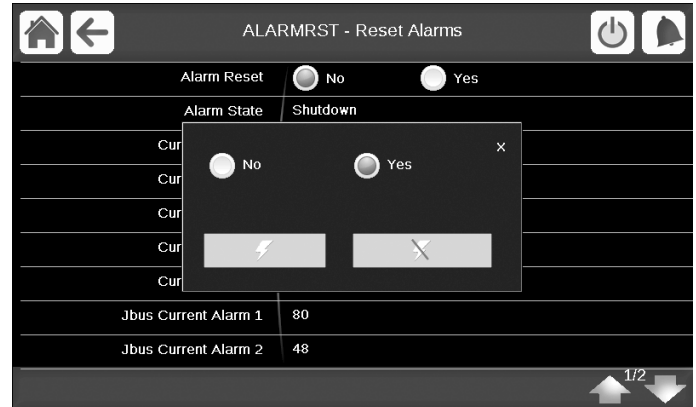 ALARMRST - Reset Alarms
Alarm Reset No Yes
Alarm State Shutdown
Cur
No Yes x
Cur
Cur
Cur
Cur
Jbus Current Alarm 1 80
Jbus Current Alarm 2 48
1/2